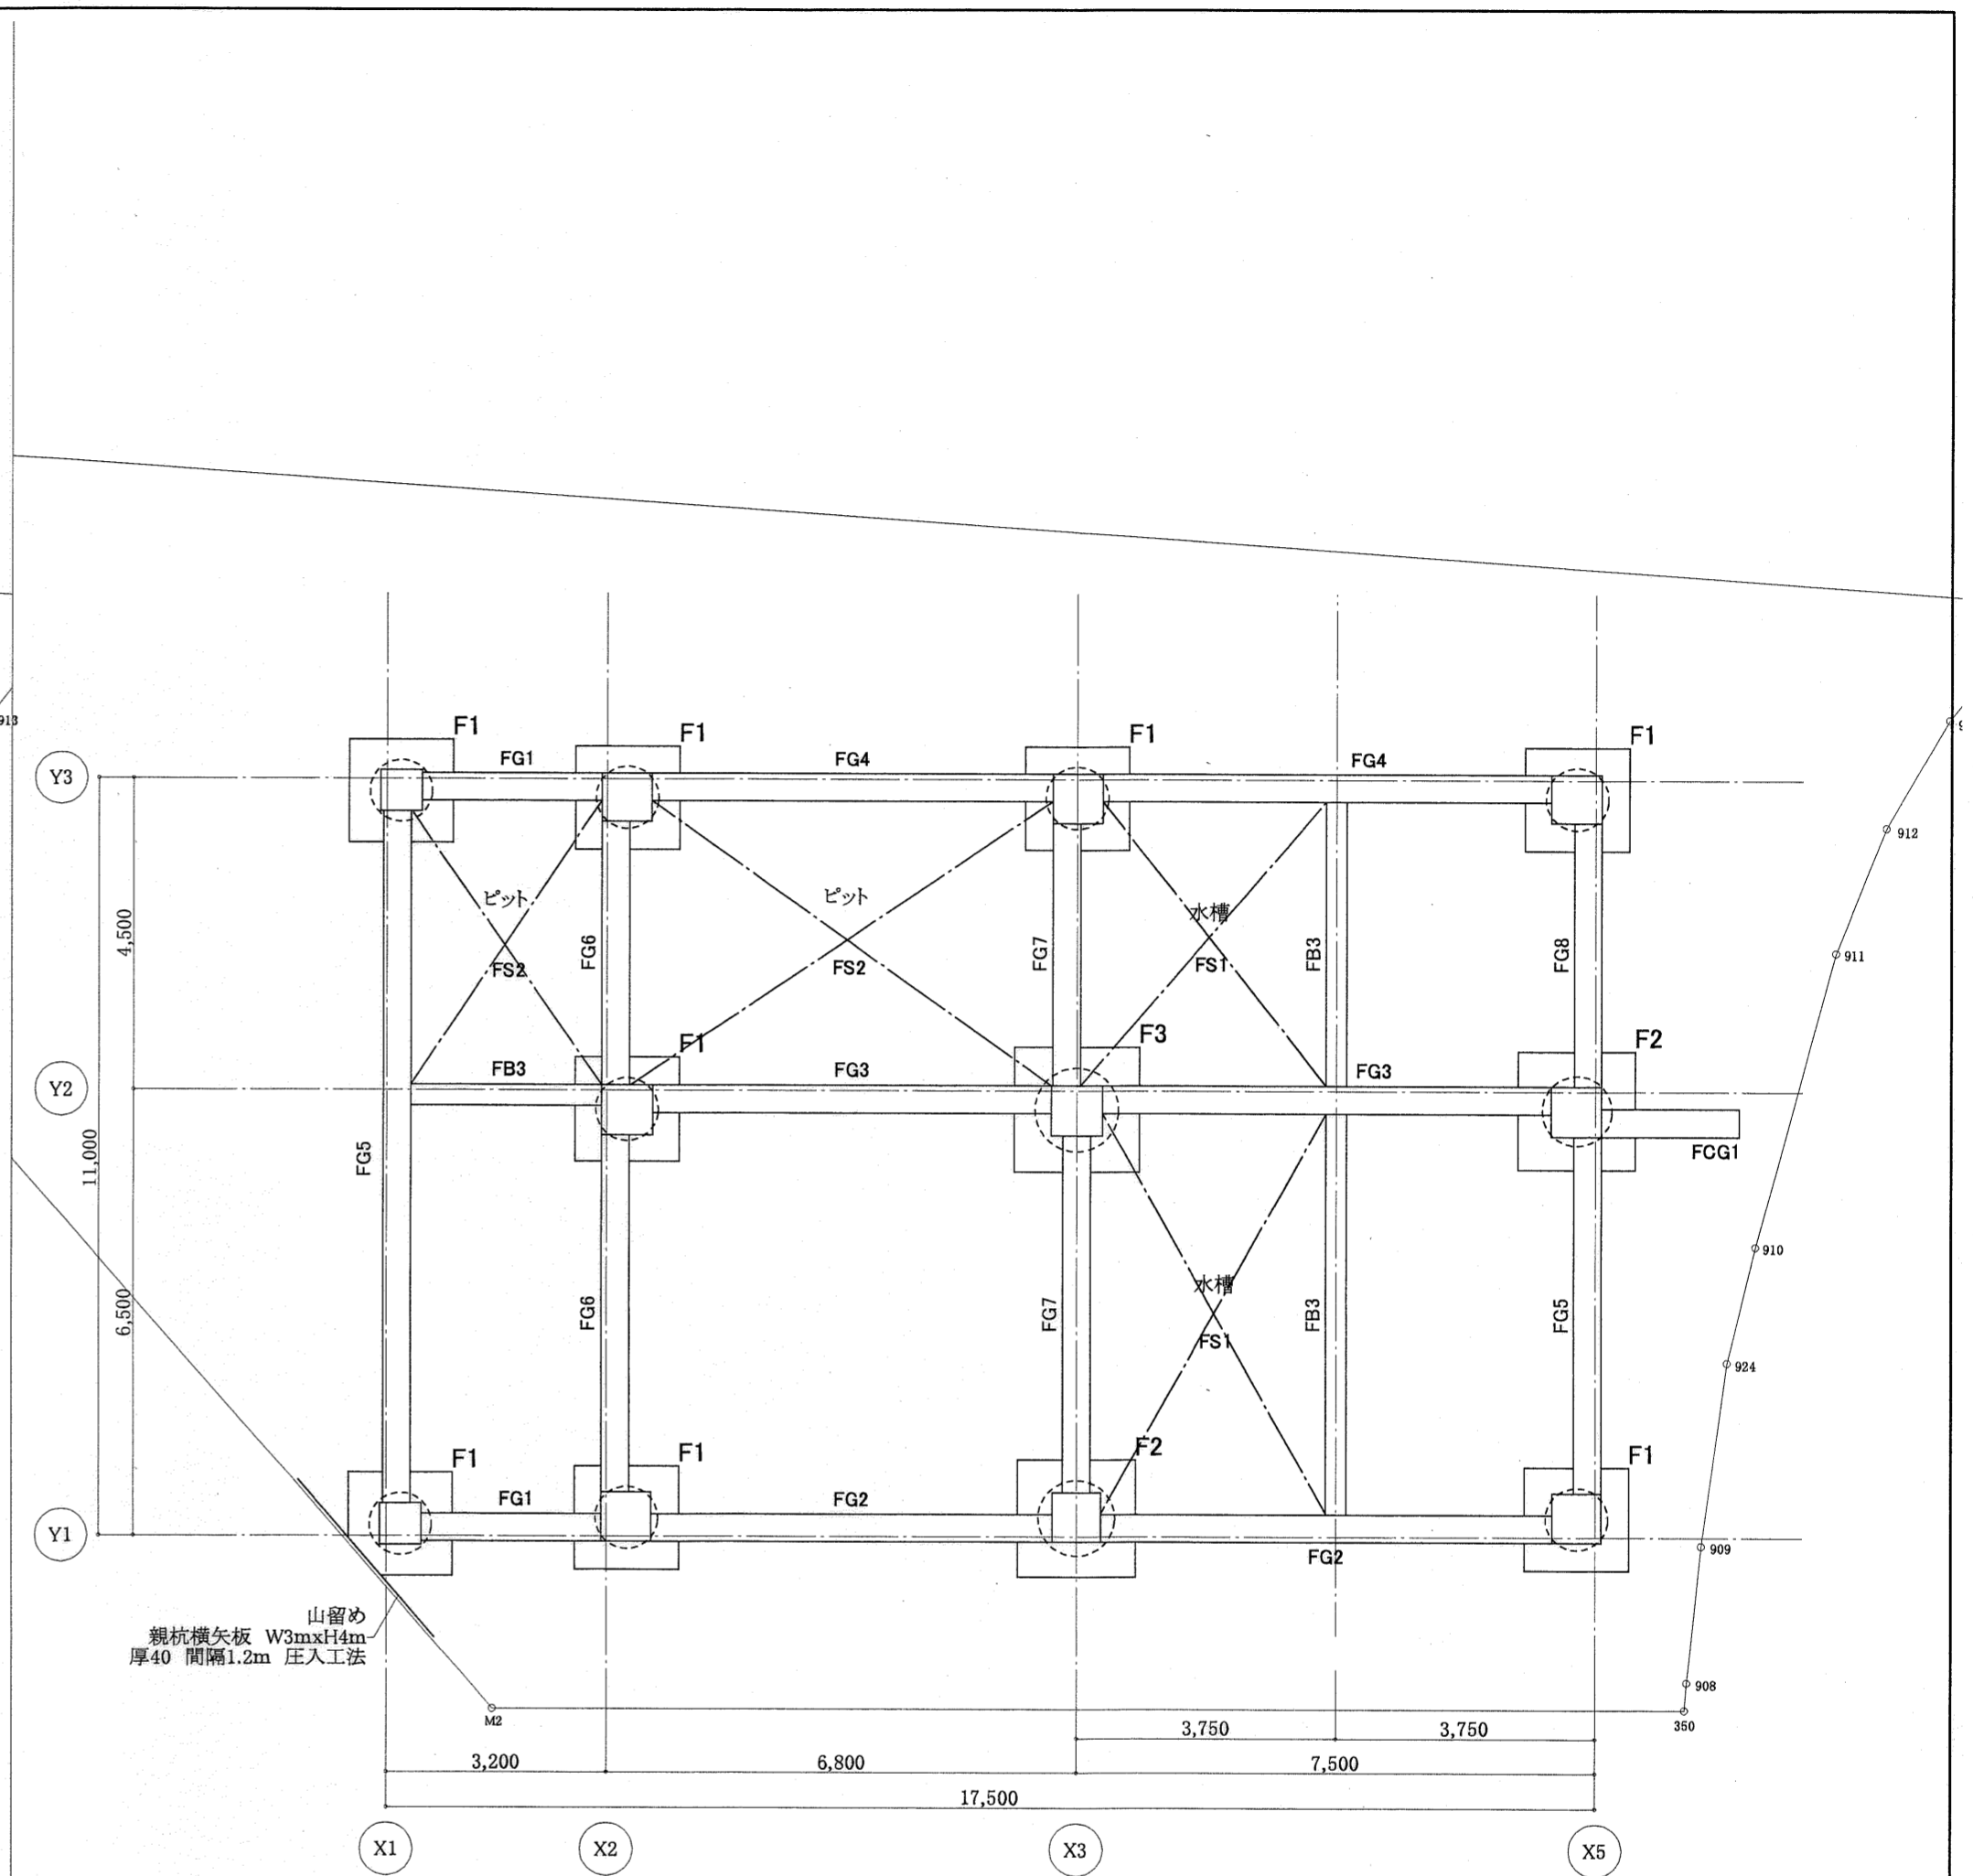 913
9
912
F1
F1
F1
F1
FG1
FG4
FG4
Y3
ピット
ピット
水槽
4,500
FG6
FG7
FB3
FG8
911
FS2
FS2
FS1
F1
F3
F2
FB3
FG3
FG3
Y2
11,000
FG5
FCG1
910
6,500
水槽
FG6
FG7
FB3
FG5
FS1
924
F1
F1
F2
F1
FG1
FG2
FG2
Y1
909
山留め
親杭横矢板 W3mxH4m
厚40 間隔1.2m 圧入工法
908
M2
350
3,750
3,750
3,200
6,800
7,500
17,500
X1
X2
X3
X5